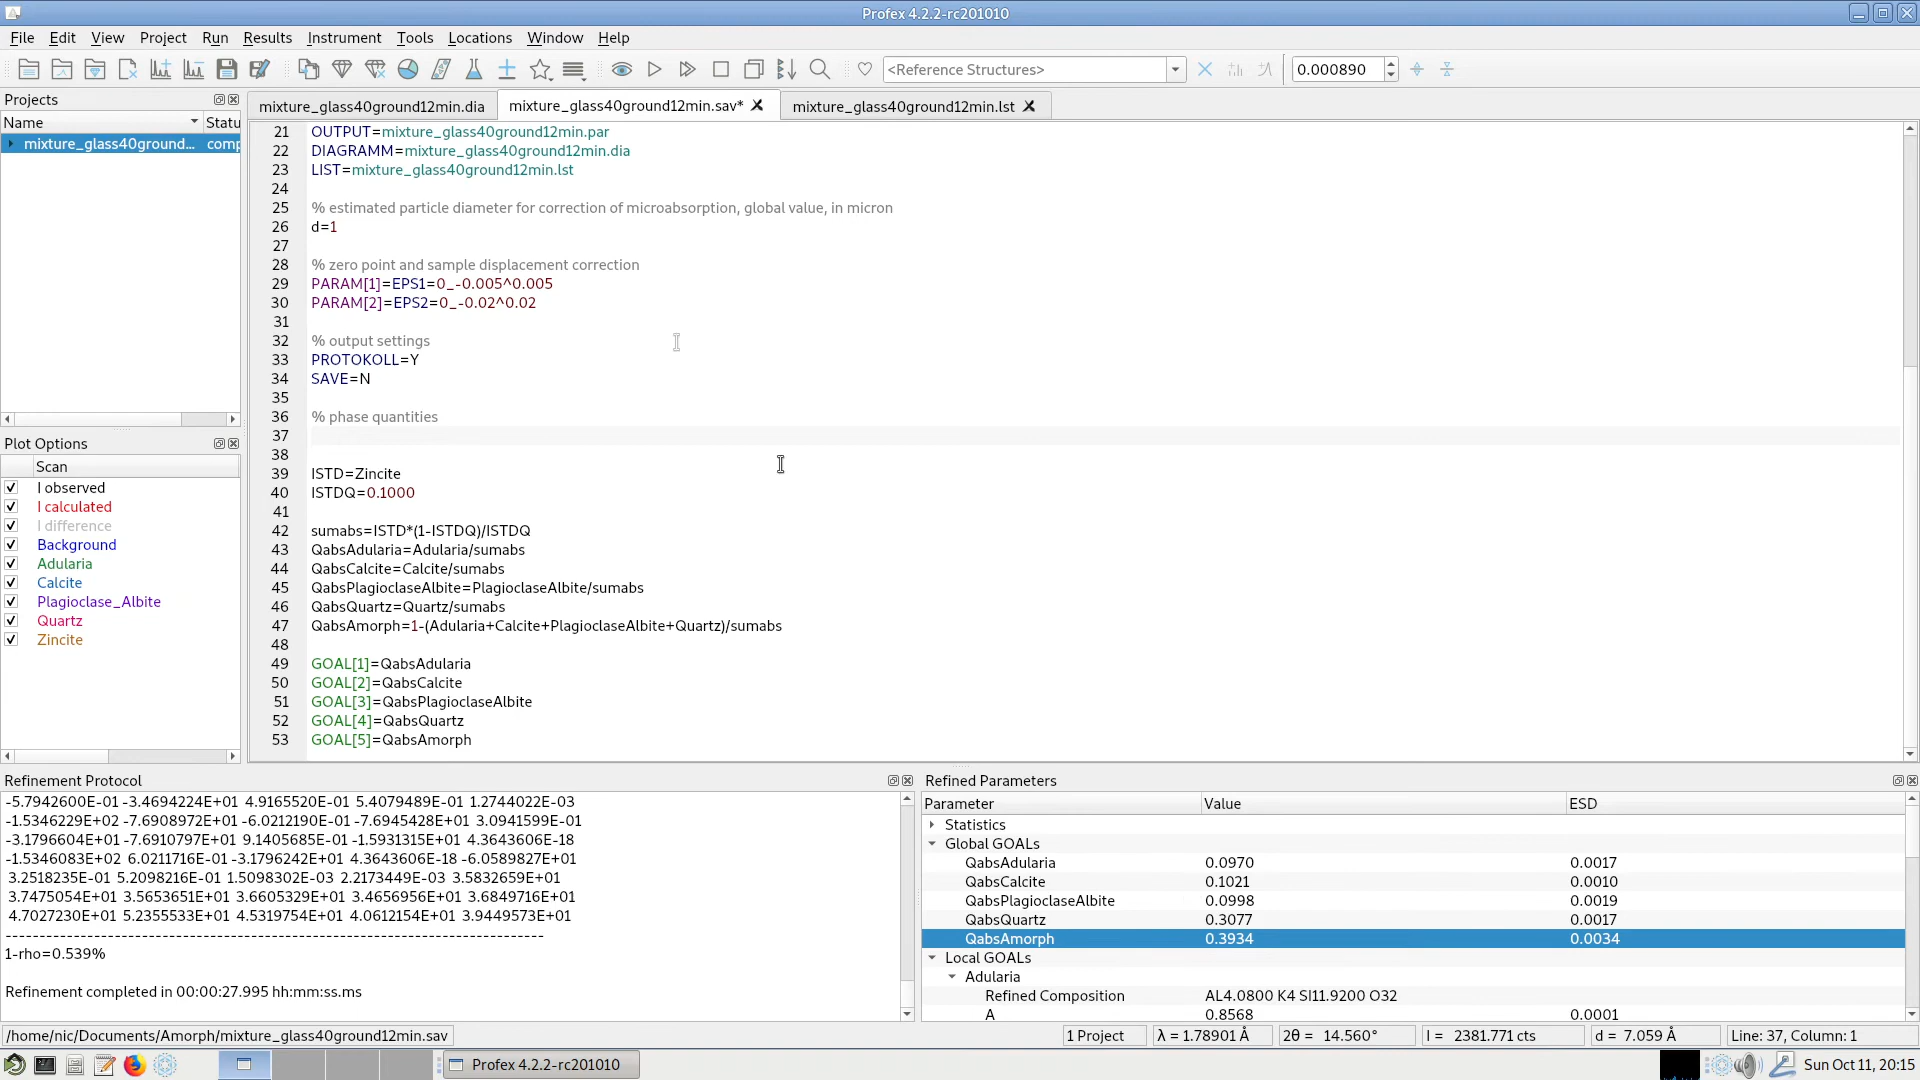 Profex 4.2.2-rc201010
File Edit View Project Run Results Instrument Tools Locations Window Help
<Reference Structures> 0.000890
Projects
Name Statu
mixture_glass40ground... comp
Plot Options
Scan
I observed
I calculated
I difference
Background
Adularia
Calcite
Plagioclase_Albite
Quartz
Zincite
mixture_glass40ground12min.dia mixture_glass40ground12min.sav* mixture_glass40ground12min.lst
21 OUTPUT=mixture_glass40ground12min.par
22 DIAGRAMM=mixture_glass40ground12min.dia
23 LIST=mixture_glass40ground12min.lst
24
25 % estimated particle diameter for correction of microabsorption, global value, in micron
26 d=1
27
28 % zero point and sample displacement correction
29 PARAM[1]=EPS1=0_-0.005^0.005
30 PARAM[2]=EPS2=0_-0.02^0.02
31
32 % output settings
33 PROTOKOLL=Y
34 SAVE=N
35
36 % phase quantities
37
38
39 ISTD=Zincite
40 ISTDQ=0.1000
41
42 sumabs=ISTD*(1-ISTDQ)/ISTDQ
43 QabsAdularia=Adularia/sumabs
44 QabsCalcite=Calcite/sumabs
45 QabsPlagioclaseAlbite=PlagioclaseAlbite/sumabs
46 QabsQuartz=Quartz/sumabs
47 QabsAmorph=1-(Adularia+Calcite+PlagioclaseAlbite+Quartz)/sumabs
48
49 GOAL[1]=QabsAdularia
50 GOAL[2]=QabsCalcite
51 GOAL[3]=QabsPlagioclaseAlbite
52 GOAL[4]=QabsQuartz
53 GOAL[5]=QabsAmorph
Refinement Protocol
-5.7942600E-01 -3.4694224E+01 4.9165520E-01 5.4079489E-01 1.2744022E-03
-1.5346229E+02 -7.6908972E+01 -6.0212190E-01 -7.6945428E+01 3.0941599E-01
-3.1796604E+01 -7.6910797E+01 9.1405685E-01 -1.5931315E+01 4.3643606E-18
-1.5346083E+02 6.0211716E-01 -3.1796242E+01 4.3643606E-18 -6.0589827E+01
3.2518235E-01 5.2098216E-01 1.5098302E-03 2.2173449E-03 3.5832659E+01
3.7475054E+01 3.5653651E+01 3.6605329E+01 3.4656956E+01 3.6849716E+01
4.7027230E+01 5.2355533E+01 4.5319754E+01 4.0612154E+01 3.9449573E+01
--------------------------------------------------------------------------------
1-rho=0.539%
Refinement completed in 00:00:27.995 hh:mm:ss.ms
Refined Parameters
Parameter Value ESD
Statistics
Global GOALs
QabsAdularia 0.0970 0.0017
QabsCalcite 0.1021 0.0010
QabsPlagioclaseAlbite 0.0998 0.0019
QabsQuartz 0.3077 0.0017
QabsAmorph 0.3934 0.0034
Local GOALs
Adularia
Refined Composition AL4.0800 K4 SI11.9200 O32
A 0.8568 0.0001
/home/nic/Documents/Amorph/mixture_glass40ground12min.sav 1 Project λ = 1.78901 Å 2θ = 14.560° I = 2381.771 cts d = 7.059 Å Line: 37, Column: 1
Profex 4.2.2-rc201010 Sun Oct 11, 20:15